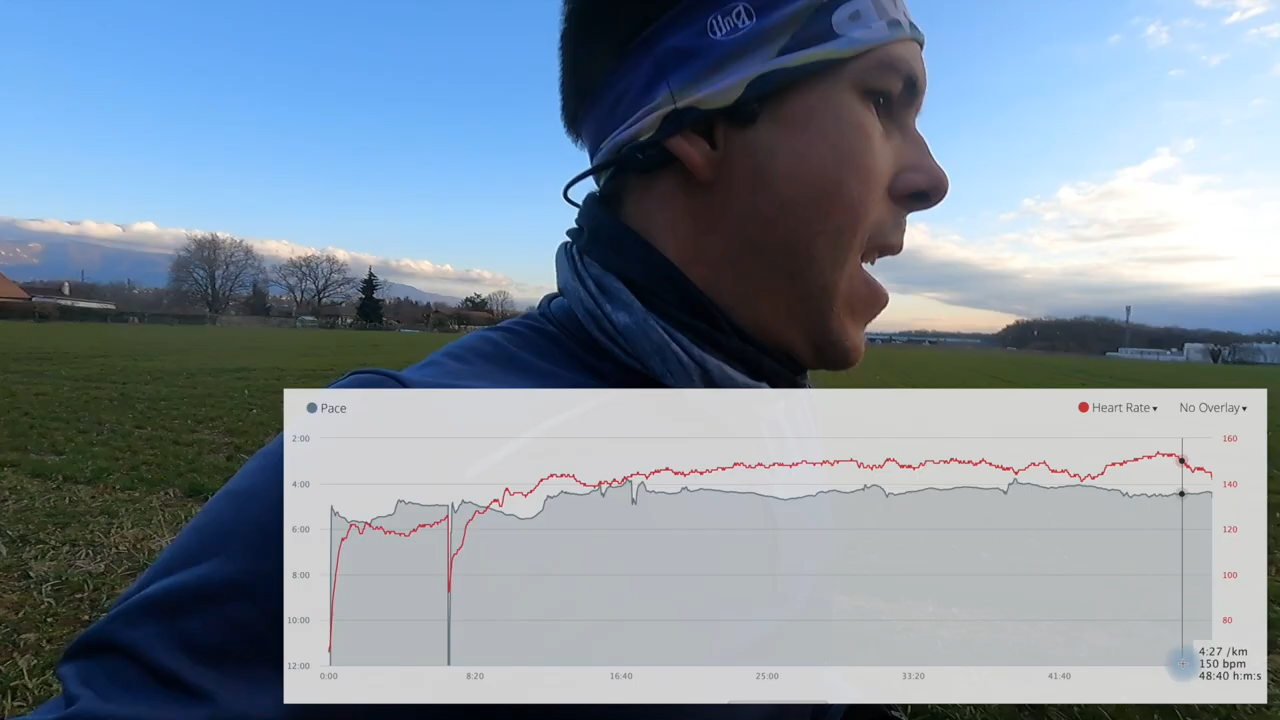 Buff
Pace
Heart Rate▾
No Overlay▾
2:00
160
4:00
140
6:00
120
8:00
100
10:00
80
12:00
4:27 /km
150 bpm
48:40 h:m:s
0:00
8:20
16:40
25:00
33:20
41:40